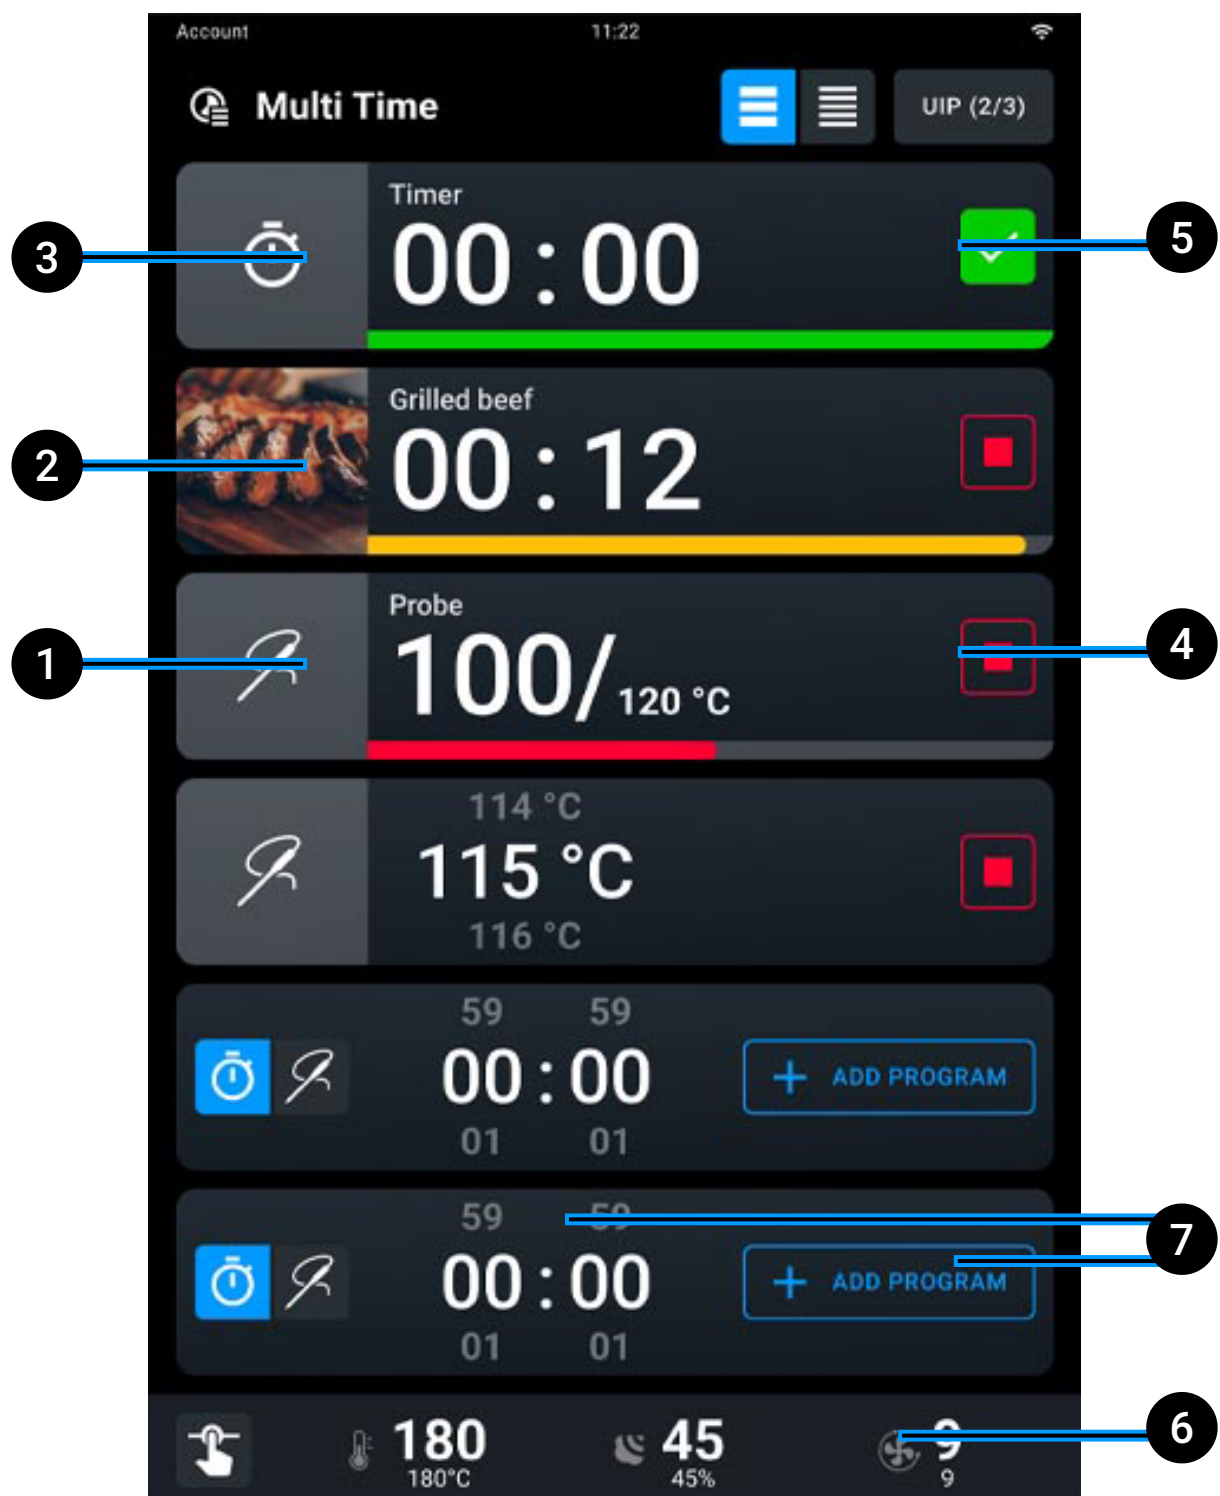 Account 11:22
Multi Time UIP (2/3)
Timer
00 : 00
3
5
Grilled beef
00 : 12
2
Probe
100/120 °C
1
4
114 °C
115 °C
116 °C
59 59
00 : 00
+ ADD PROGRAM
01 01
59 59
00 : 00
+ ADD PROGRAM
01 01
7
180 45 9
180°C 45% 9
6